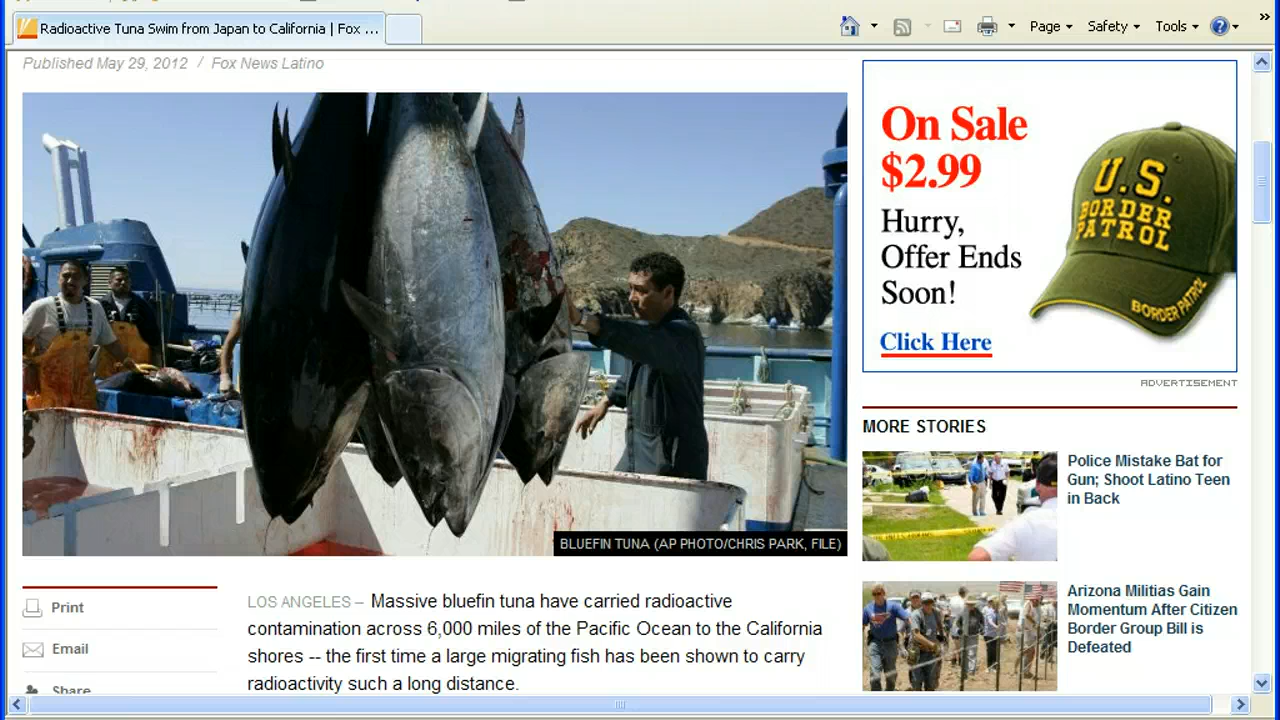 Radioactive Tuna Swim from Japan to California | Fox ...
Page
Safety
Tools
Published May 29, 2012 / Fox News Latino
BLUEFIN TUNA (AP PHOTO/CHRIS PARK, FILE)
Print
Email
Share
LOS ANGELES – Massive bluefin tuna have carried radioactive
contamination across 6,000 miles of the Pacific Ocean to the California
shores -- the first time a large migrating fish has been shown to carry
radioactivity such a long distance.
On Sale
$2.99
Hurry,
Offer Ends
Soon!
Click Here
U.S.
BORDER
PATROL
BORDER PATROL
ADVERTISEMENT
MORE STORIES
Police Mistake Bat for
Gun; Shoot Latino Teen
in Back
Arizona Militias Gain
Momentum After Citizen
Border Group Bill is
Defeated